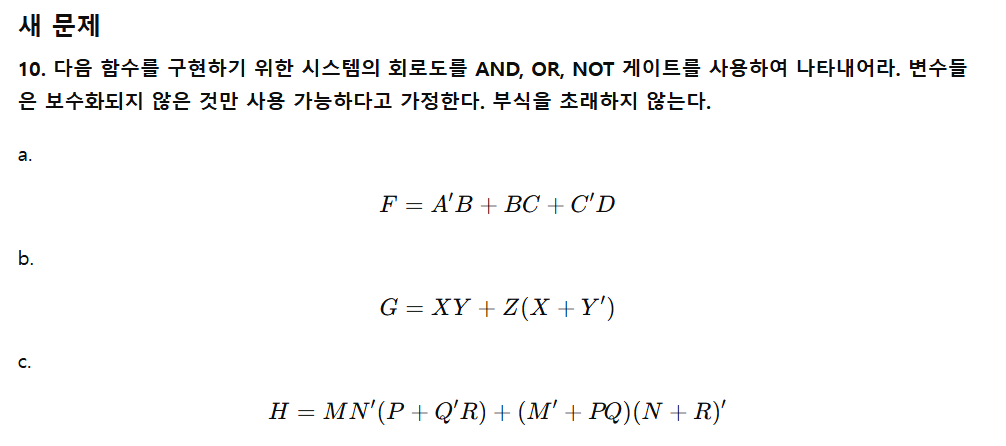 새 문제
10. 다음 함수를 구현하기 위한 시스템의 회로도를 AND, OR, NOT 게이트를 사용하여 나타내어라. 변수들
은 보수화되지 않은 것만 사용 가능하다고 가정한다. 부식을 초래하지 않는다.
a.
F = A′B + BC + C′D
b.
G = XY + Z(X + Y′)
c.
H = MN′(P + Q′R) + (M′ + PQ)(N + R)′